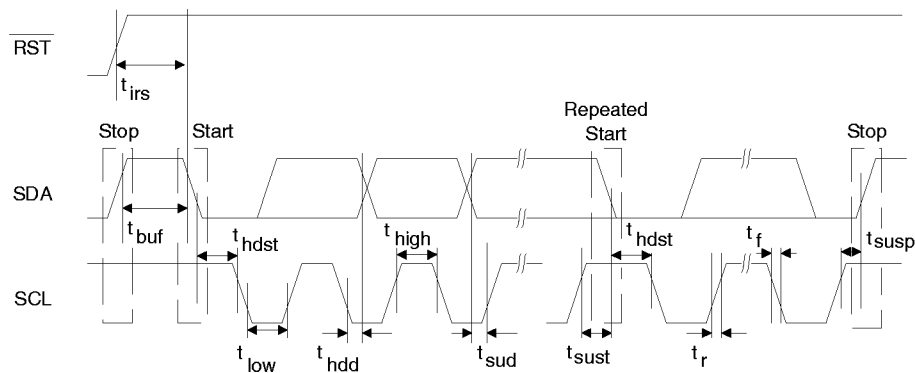 RST
t irs
Repeated
Stop
Start
Start
Stop
SDA
t buf
t hdst
t high
t hdst
t f
t susp
SCL
t low
t hdd
t sud
t sust
t r